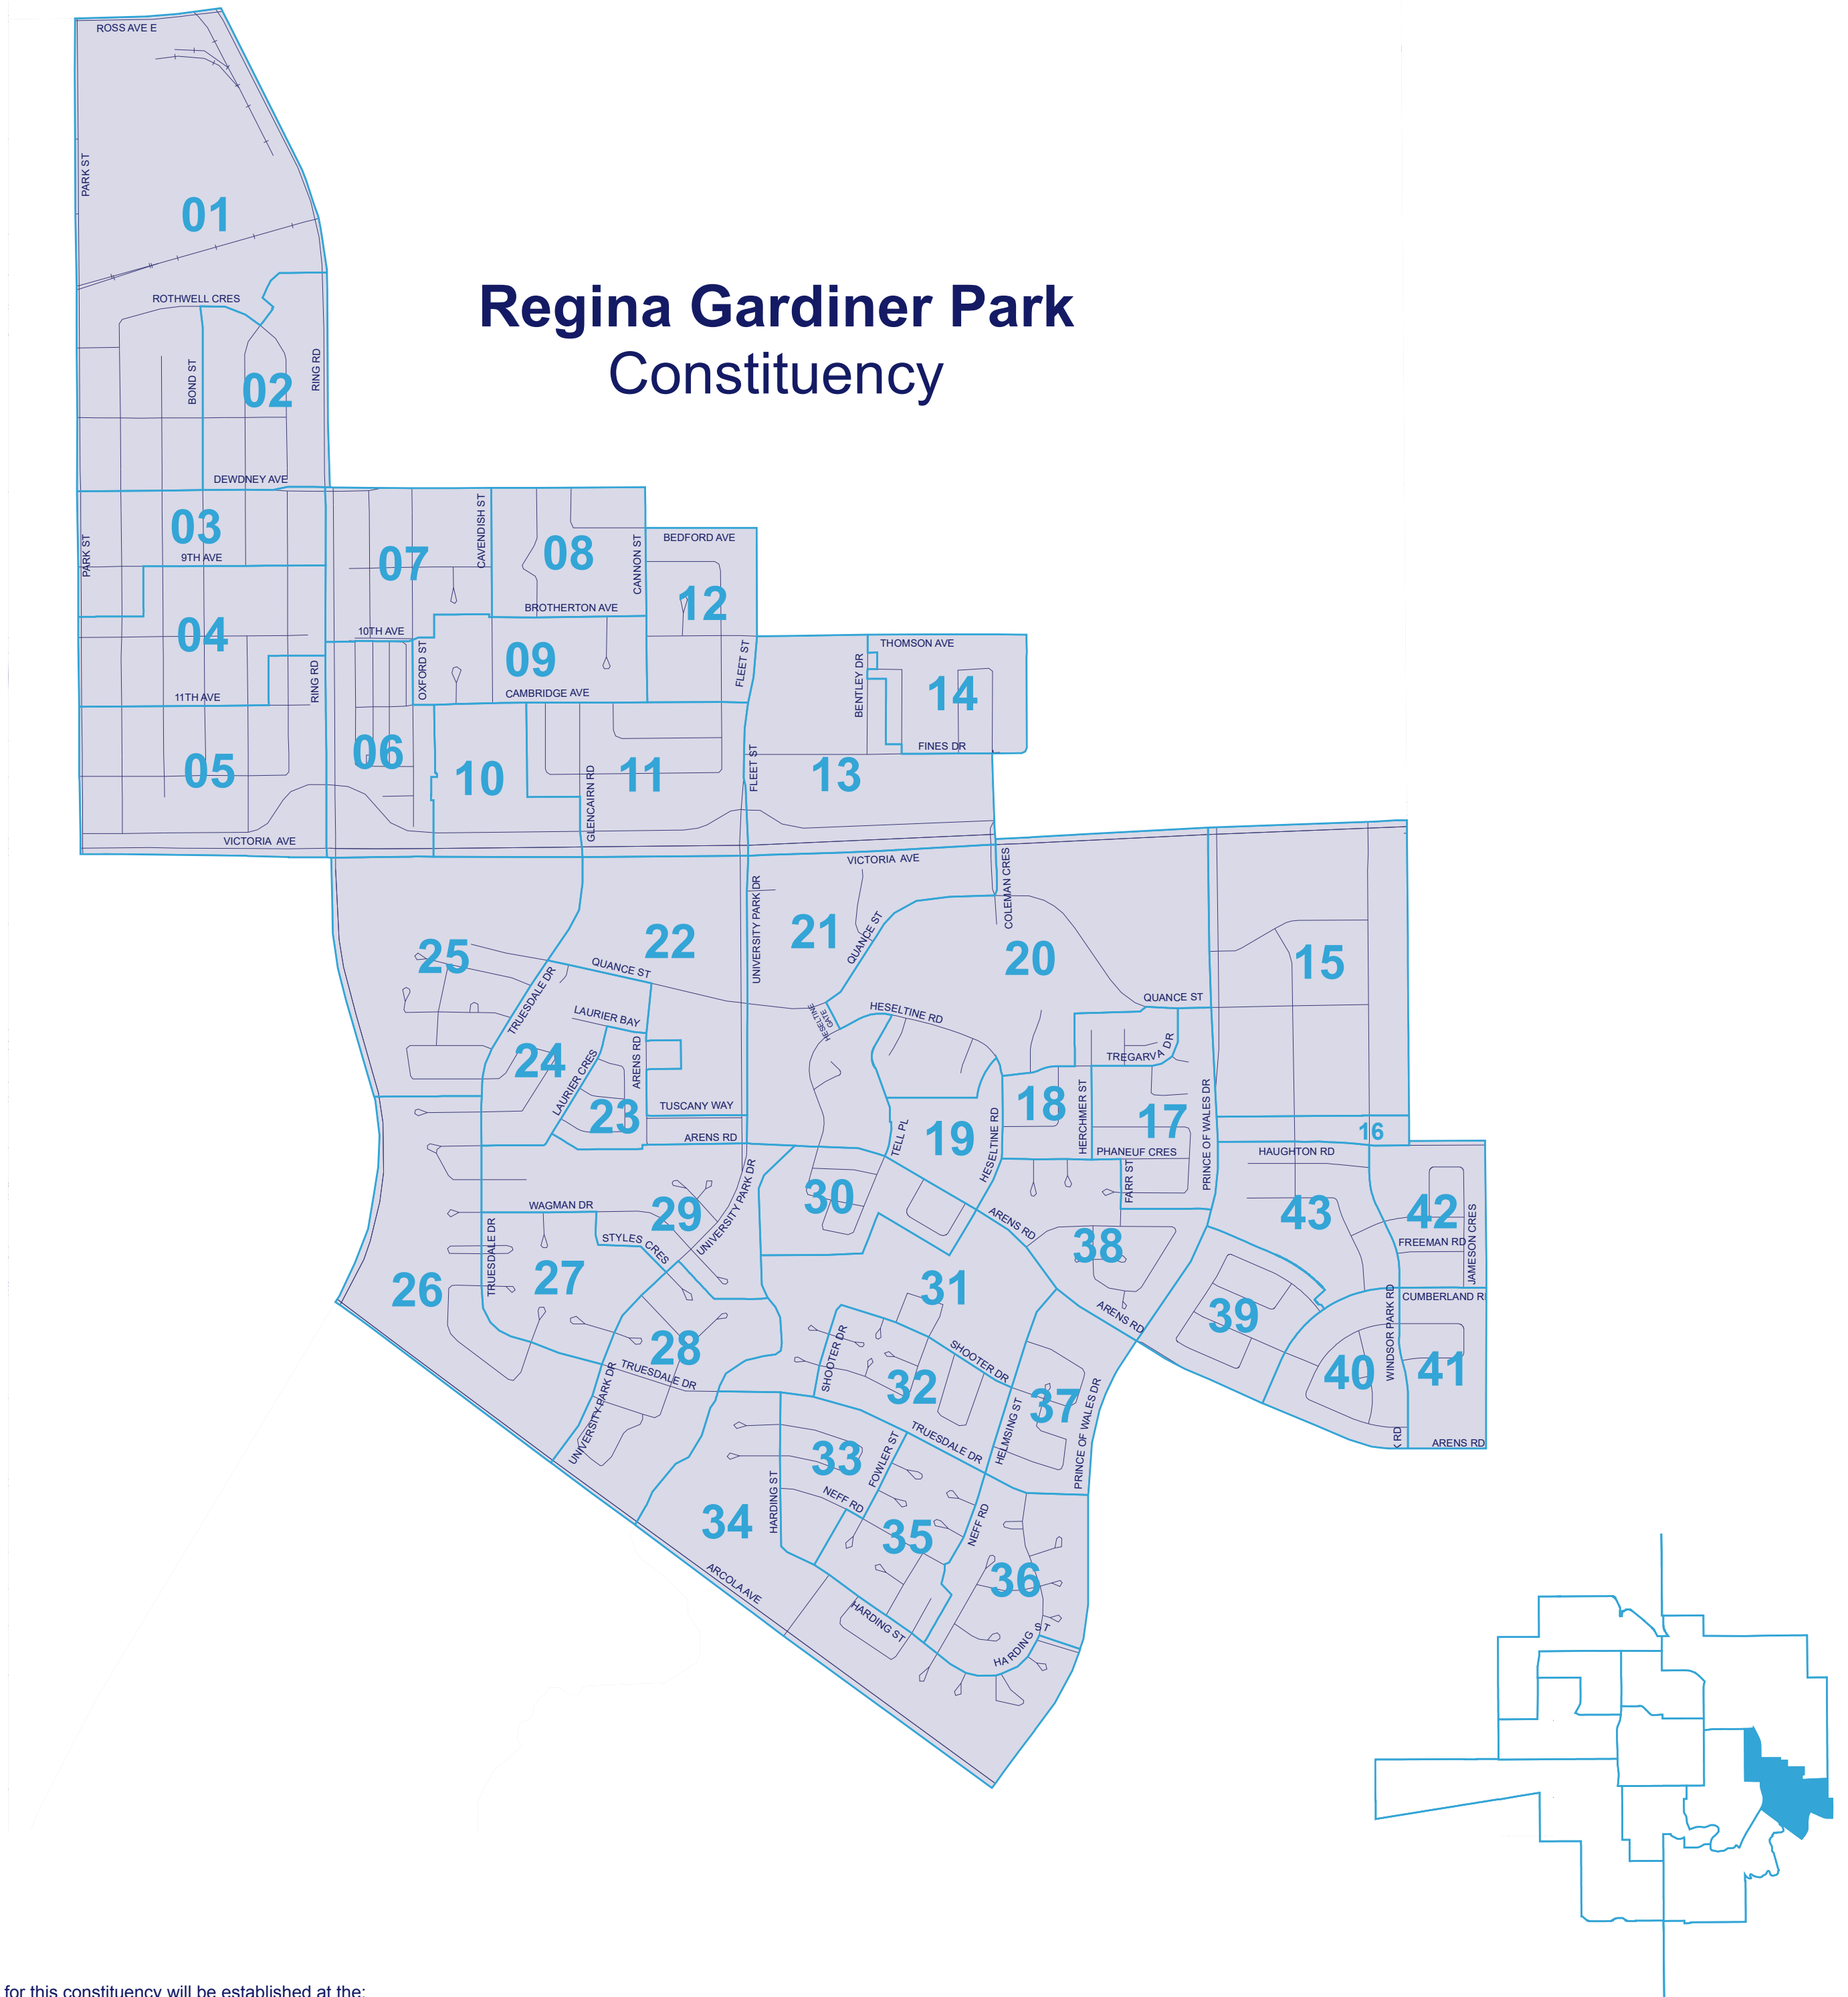 ROSS AVE E
PARK ST
01
Regina Gardiner Park
Constituency
ROTHWELL CRES
BOND ST
02
RING RD
DEWDNEY AVE
03
PARK ST
9TH AVE
07
CAVENDISH ST
08
CANNON ST
BEDFORD AVE
12
BROTHERTON AVE
04
10TH AVE
OXFORD ST
09
FLEET ST
THOMSON AVE
BENTLEY DR
14
RING RD
11TH AVE
CAMBRIDGE AVE
FINES DR
05
06
10
GLENCAIRN RD
11
FLEET ST
13
VICTORIA AVE
VICTORIA AVE
COLEMAN CRES
UNIVERSITY PARK DR
21
QUANCE ST
20
15
25
22
QUANCE ST
TRUESDALE DR
QUANCE ST
HESELTINE
GATE
HESELTINE RD
LAURIER BAY
24
LAURIER CRES
ARENS RD
TREGARVA DR
TUSCANY WAY
23
18
HERCHMER ST
17
PRINCE OF WALES DR
16
ARENS RD
TELL PL
19
HESELTINE RD
PHANEUF CRES
FARR ST
HAUGHTON RD
WAGMAN DR
29
UNIVERSITY PARK DR
30
ARENS RD
43
42
JAMESON CRES
TRUESDALE DR
STYLES CRES
38
FREEMAN RD
26
27
31
ARENS RD
39
WINDSOR PARK RD
CUMBERLAND R
28
TRUESDALE DR
SHOOTER DR
SHOOTER DR
32
37
40
41
UNIVERSITY PARK DR
HELMSING ST
PRINCE OF WALES DR
K RD
ARENS RD
TRUESDALE DR
33
FOWLER ST
HARDING ST
NEFF RD
34
35
NEFF RD
36
ARCOLA AVE
HARDING ST
HARDING ST
for this constituency will be established at the: